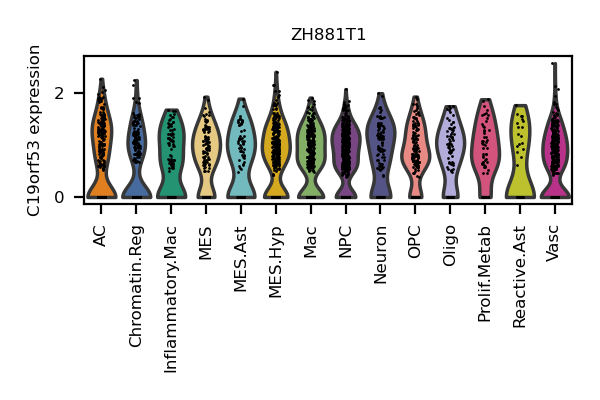 ZH881T1
C19orf53 expression
2
0
AC
Chromatin.Reg
Inflammatory.Mac
MES
MES.Ast
MES.Hyp
Mac
NPC
Neuron
OPC
Oligo
Prolif.Metab
Reactive.Ast
Vasc